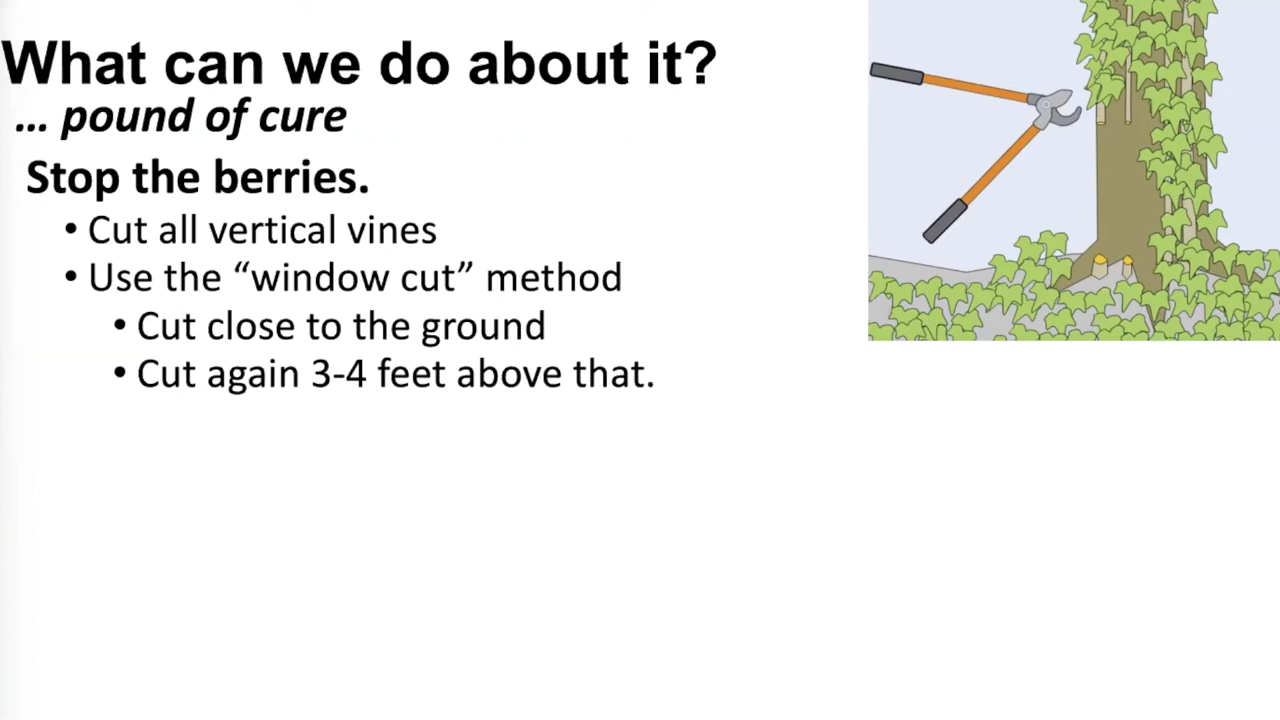 What can we do about it?
... pound of cure
Stop the berries.
• Cut all vertical vines
• Use the “window cut” method
• Cut close to the ground
• Cut again 3-4 feet above that.